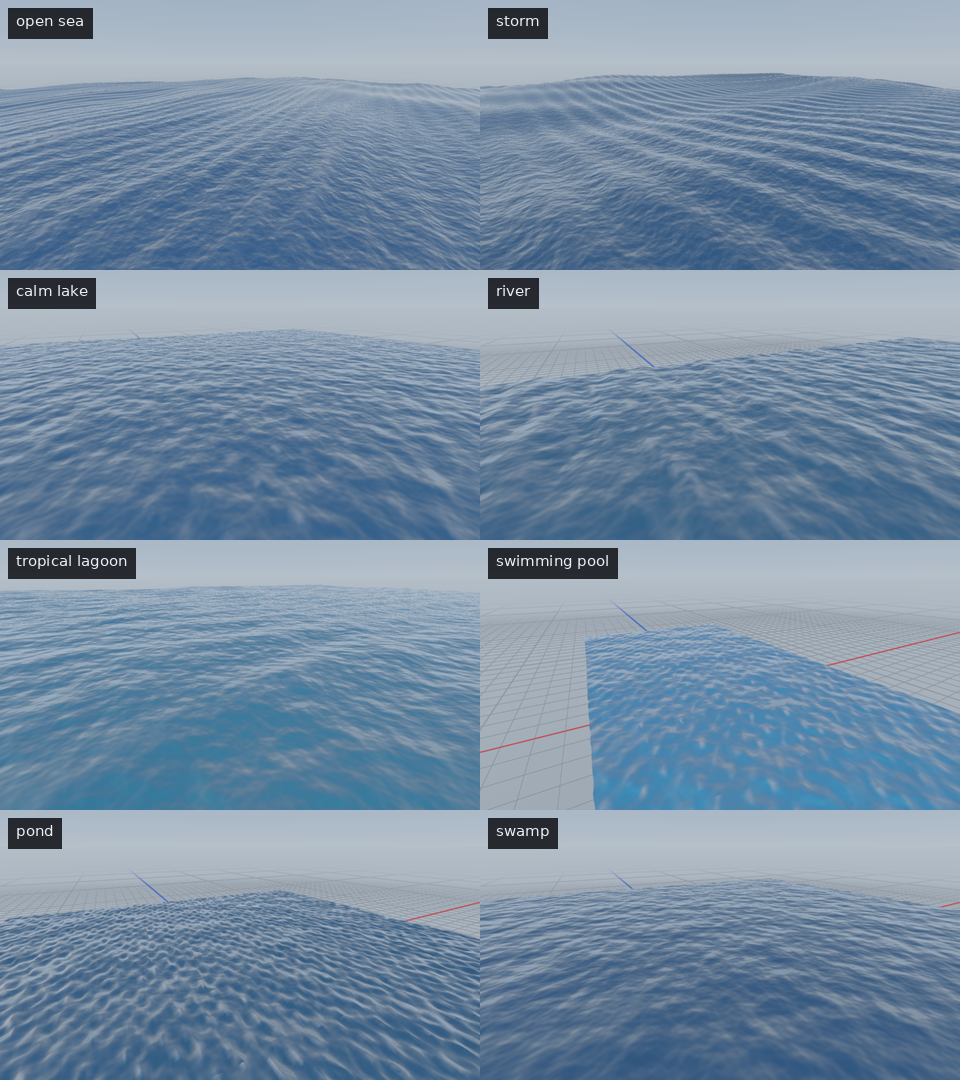 open sea
storm
calm lake
river
tropical lagoon
swimming pool
pond
swamp